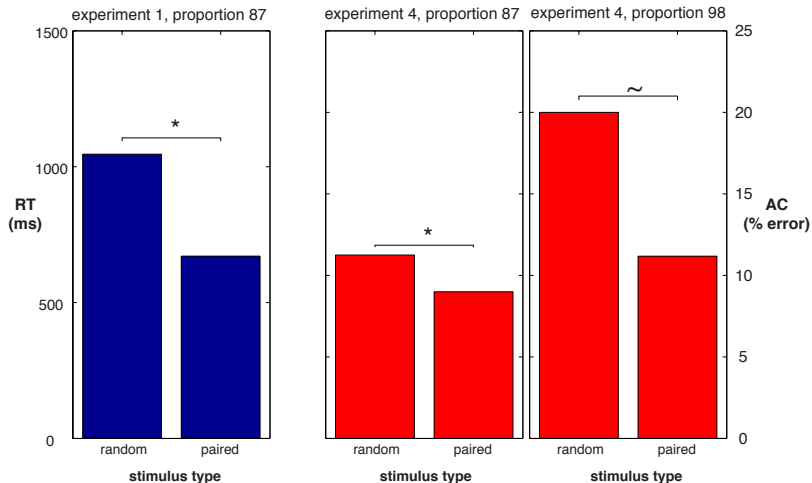 experiment 1, proportion 87
experiment 4, proportion 87
experiment 4, proportion 98
1500
1000
500
0
RT
(ms)
*
*
~
25
20
15
10
5
0
AC
(% error)
random paired
random paired
random paired
stimulus type
stimulus type
stimulus type